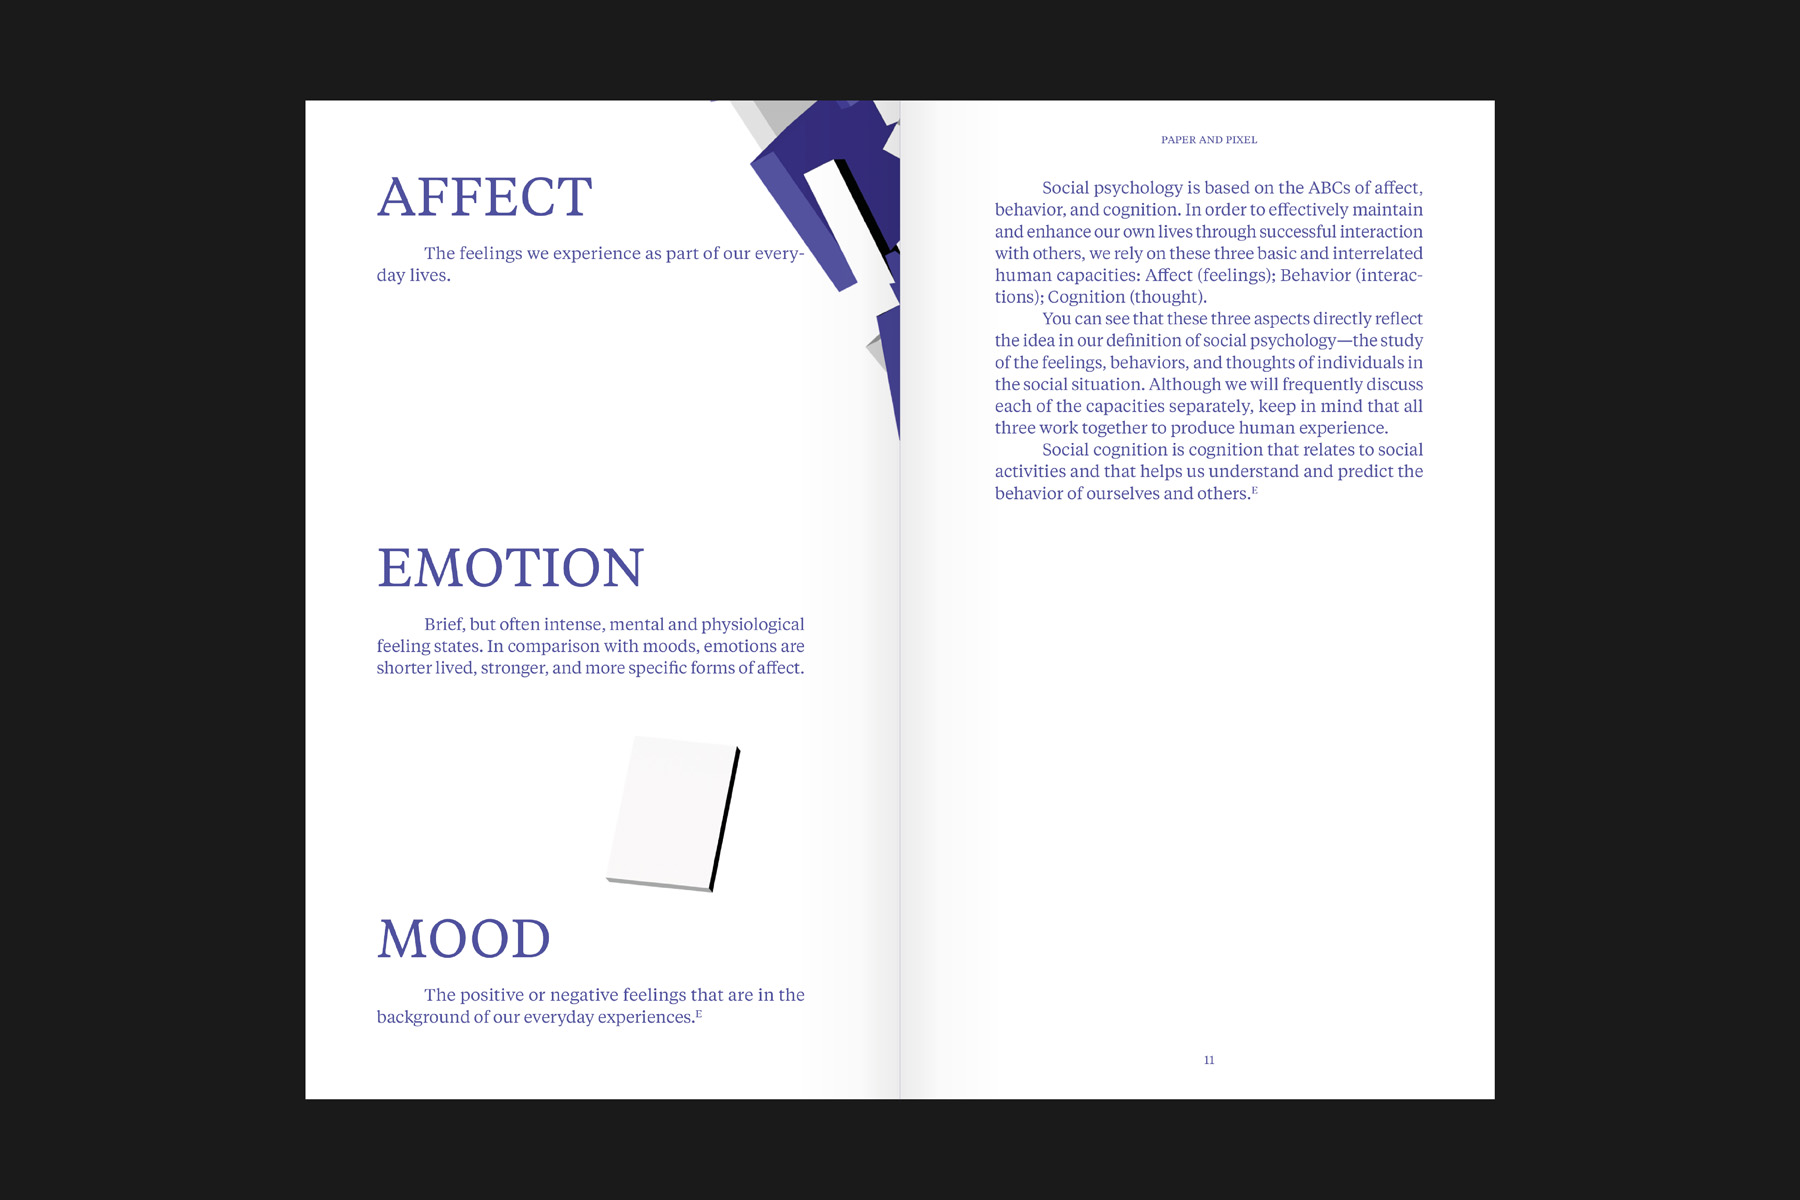 AFFECT
The feelings we experience as part of our every-
day lives.
EMOTION
Brief, but often intense, mental and physiological
feeling states. In comparison with moods, emotions are
shorter lived, stronger, and more specific forms of affect.
MOOD
The positive or negative feelings that are in the
background of our everyday experiences.ᴱ
PAPER AND PIXEL
Social psychology is based on the ABCs of affect,
behavior, and cognition. In order to effectively maintain
and enhance our own lives through successful interaction
with others, we rely on these three basic and interrelated
human capacities: Affect (feelings); Behavior (interac-
tions); Cognition (thought).
You can see that these three aspects directly reflect
the idea in our definition of social psychology—the study
of the feelings, behaviors, and thoughts of individuals in
the social situation. Although we will frequently discuss
each of the capacities separately, keep in mind that all
three work together to produce human experience.
Social cognition is cognition that relates to social
activities and that helps us understand and predict the
behavior of ourselves and others.ᴱ
11